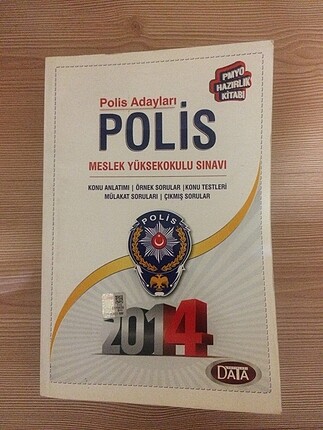 PMYO
HAZIRLIK
KİTABI
Polis Adayları
POLİS
MESLEK YÜKSEKOKULU SINAVI
KONU ANLATIMI | ÖRNEK SORULAR | KONU TESTLERİ
MÜLAKAT SORULARI | ÇIKMIŞ SORULAR
POLİS
2014
DATA